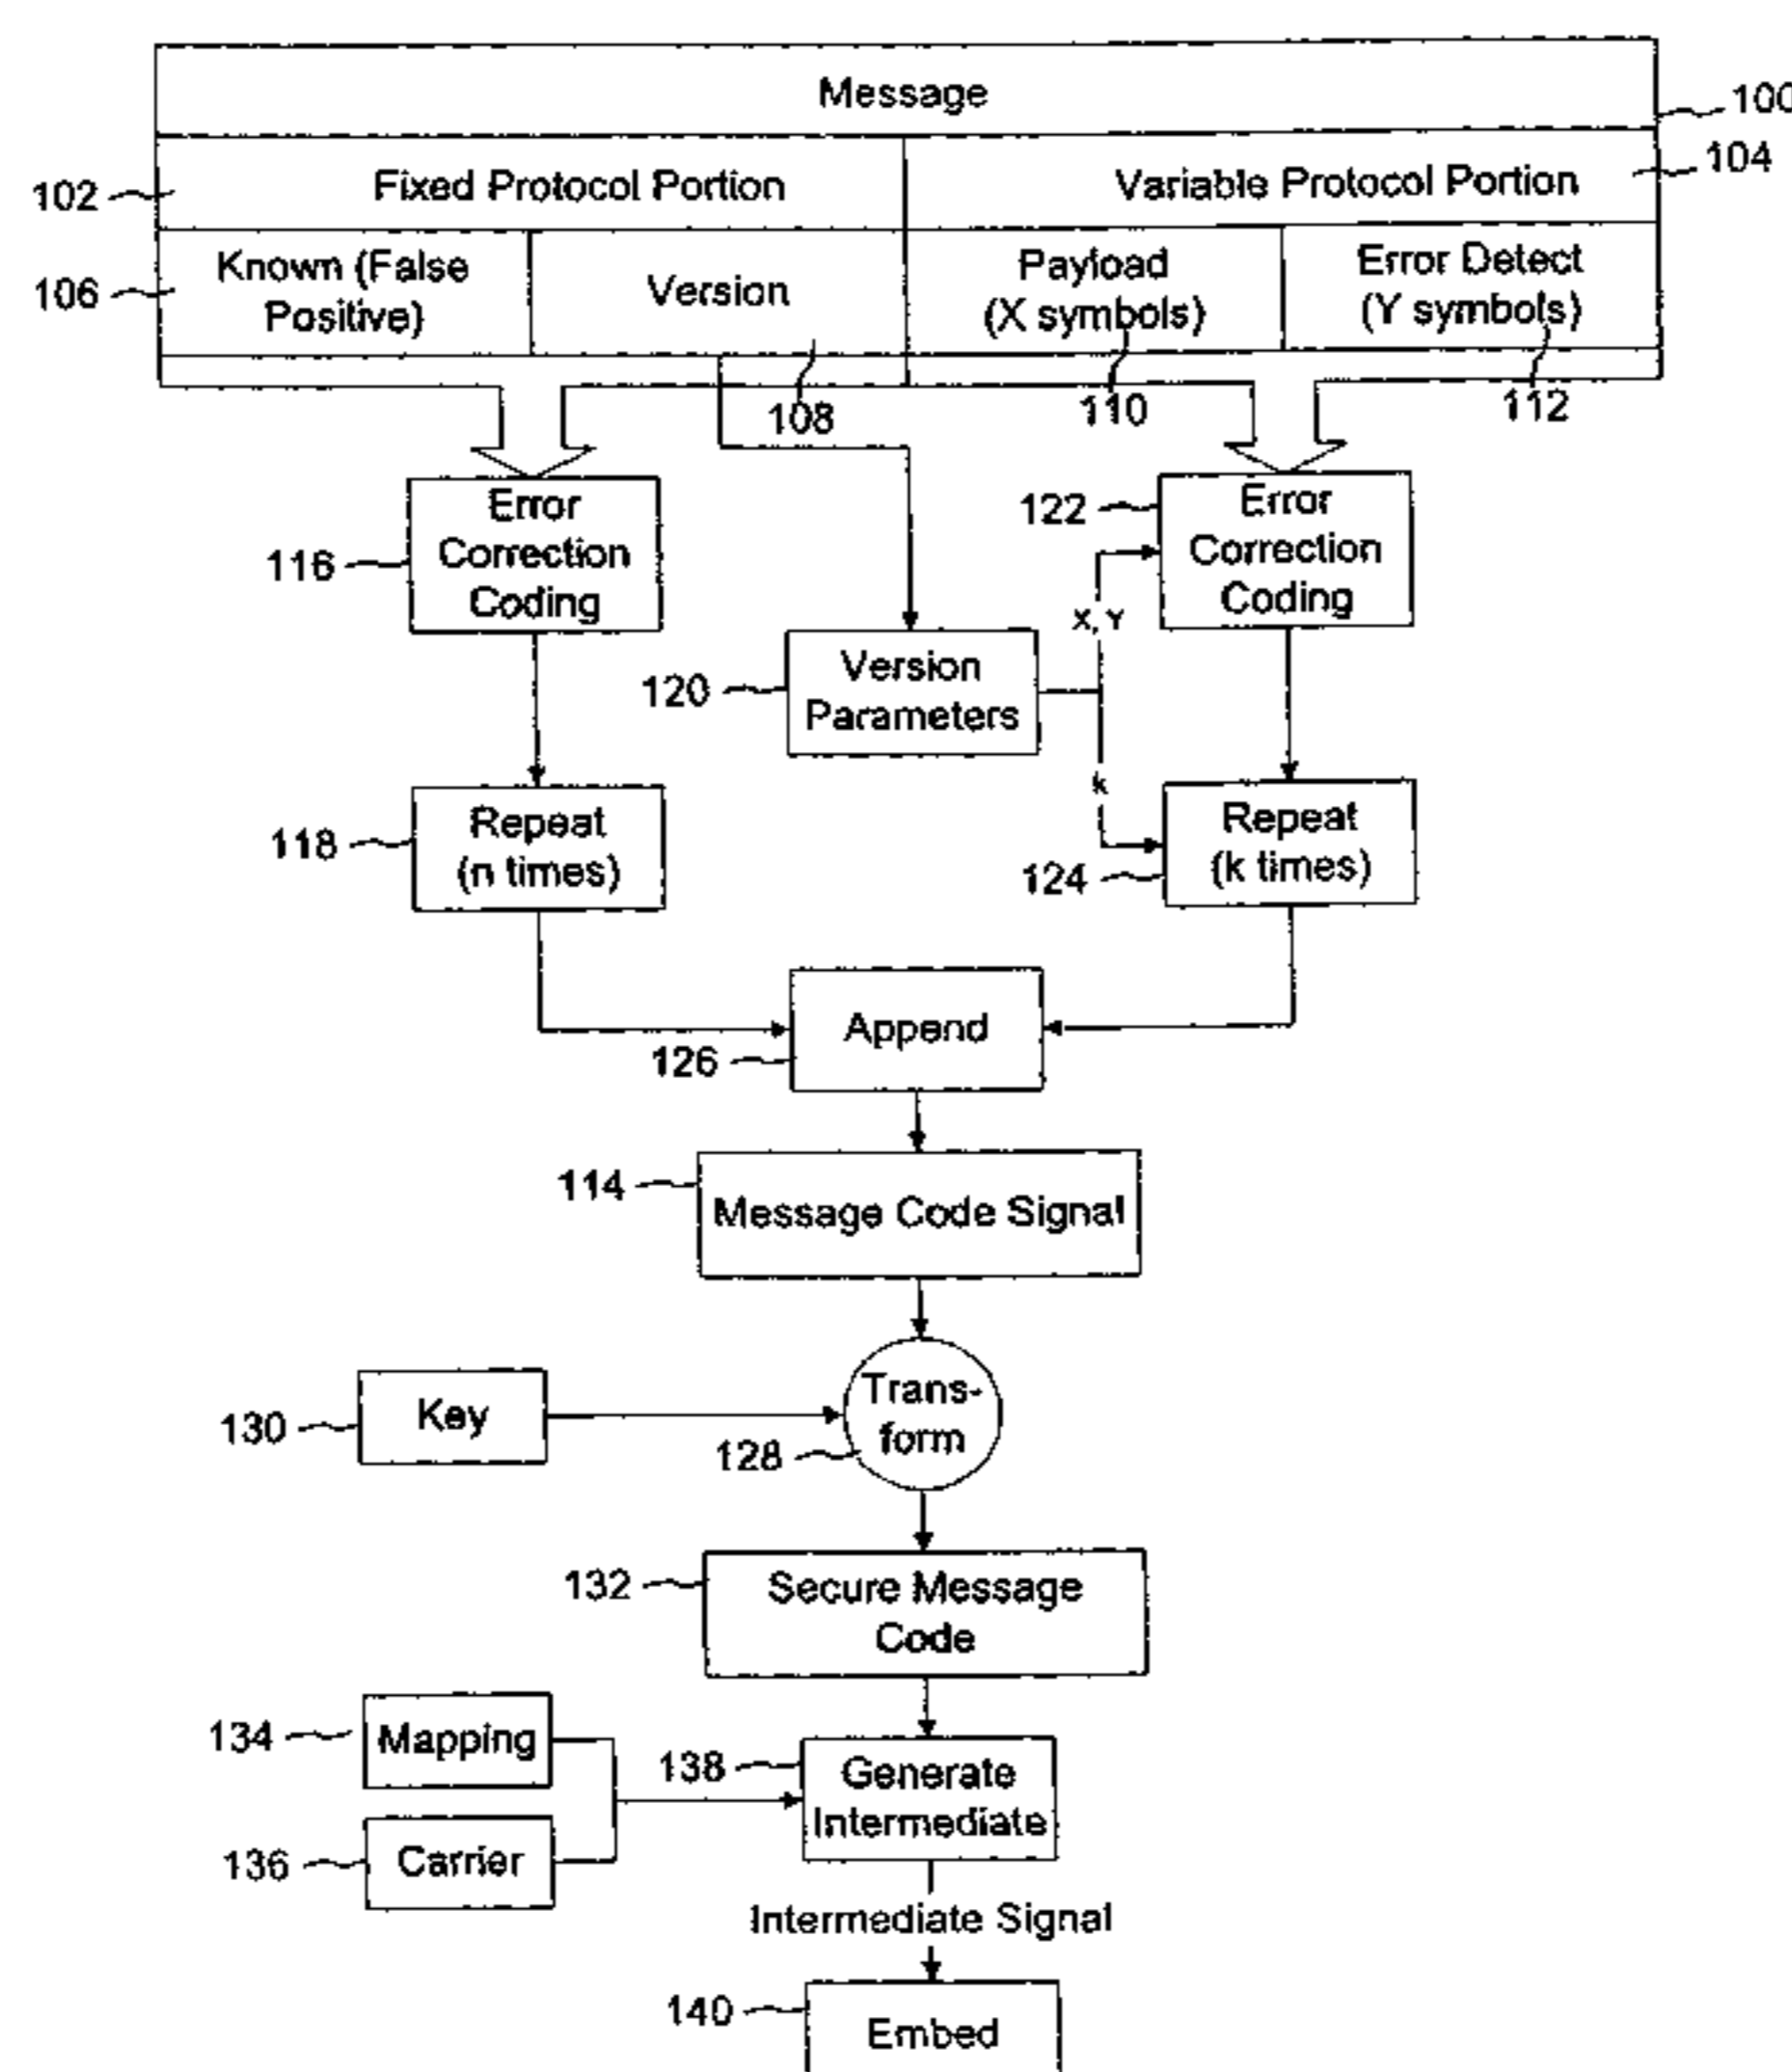 Message
100
102
Fixed Protocol Portion
Variable Protocol Portion
104
106
Known (False
Positive)
Version
Payload
(X symbols)
Error Detect
(Y symbols)
108
110
112
116
Error
Correction
Coding
122
Error
Correction
Coding
X, Y
120
Version
Parameters
k
118
Repeat
(n times)
124
Repeat
(k times)
126
Append
114
Message Code Signal
130
Key
128
Trans-
form
132
Secure Message
Code
134
Mapping
138
Generate
Intermediate
136
Carrier
Intermediate Signal
140
Embed